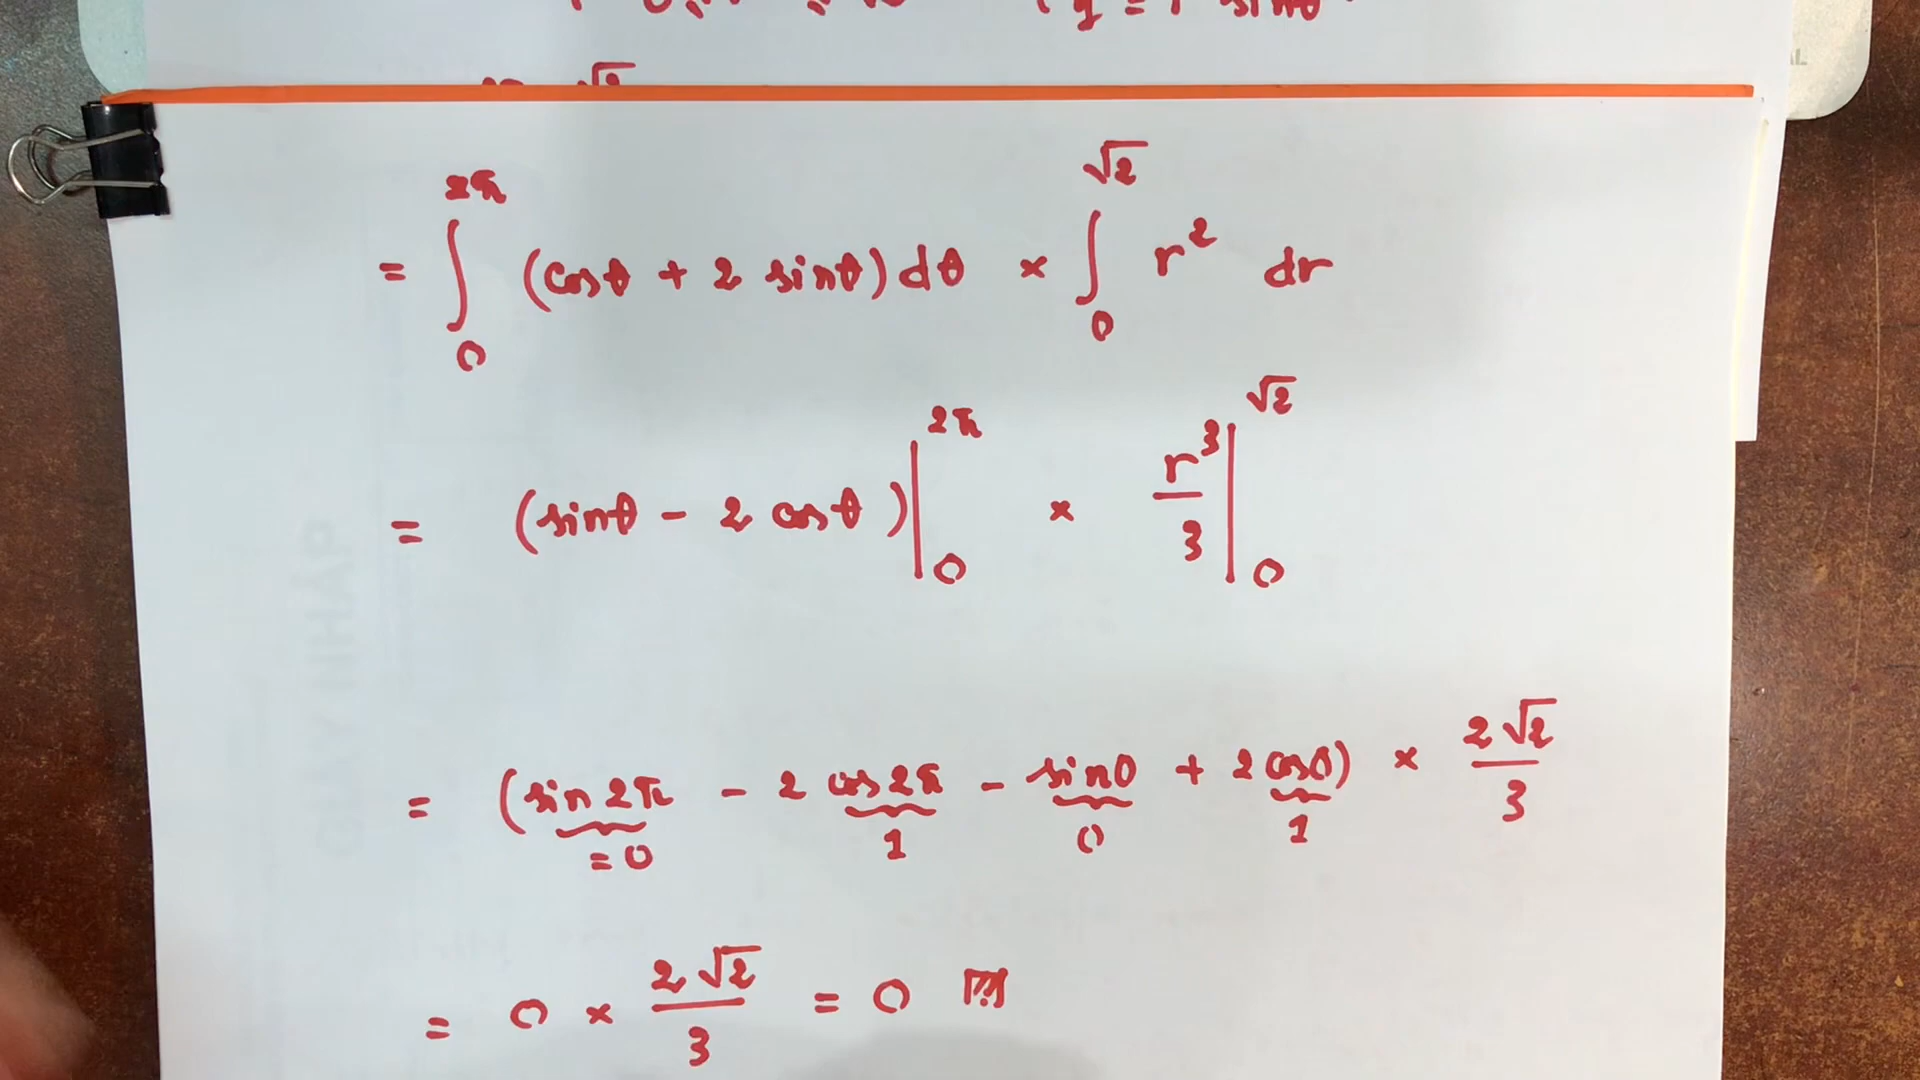 y = r sinθ
√2
= ∫₀^{2π} (cosθ + 2 sinθ) dθ × ∫₀^{√2} r² dr
= (sinθ - 2 cosθ) |₀^{2π} × r³/3 |₀^{√2}
= (sin 2π - 2 cos 2π - sin 0 + 2 cos 0) × 2√2/3
= 0 1 0 1
= 0 × 2√2/3 = 0